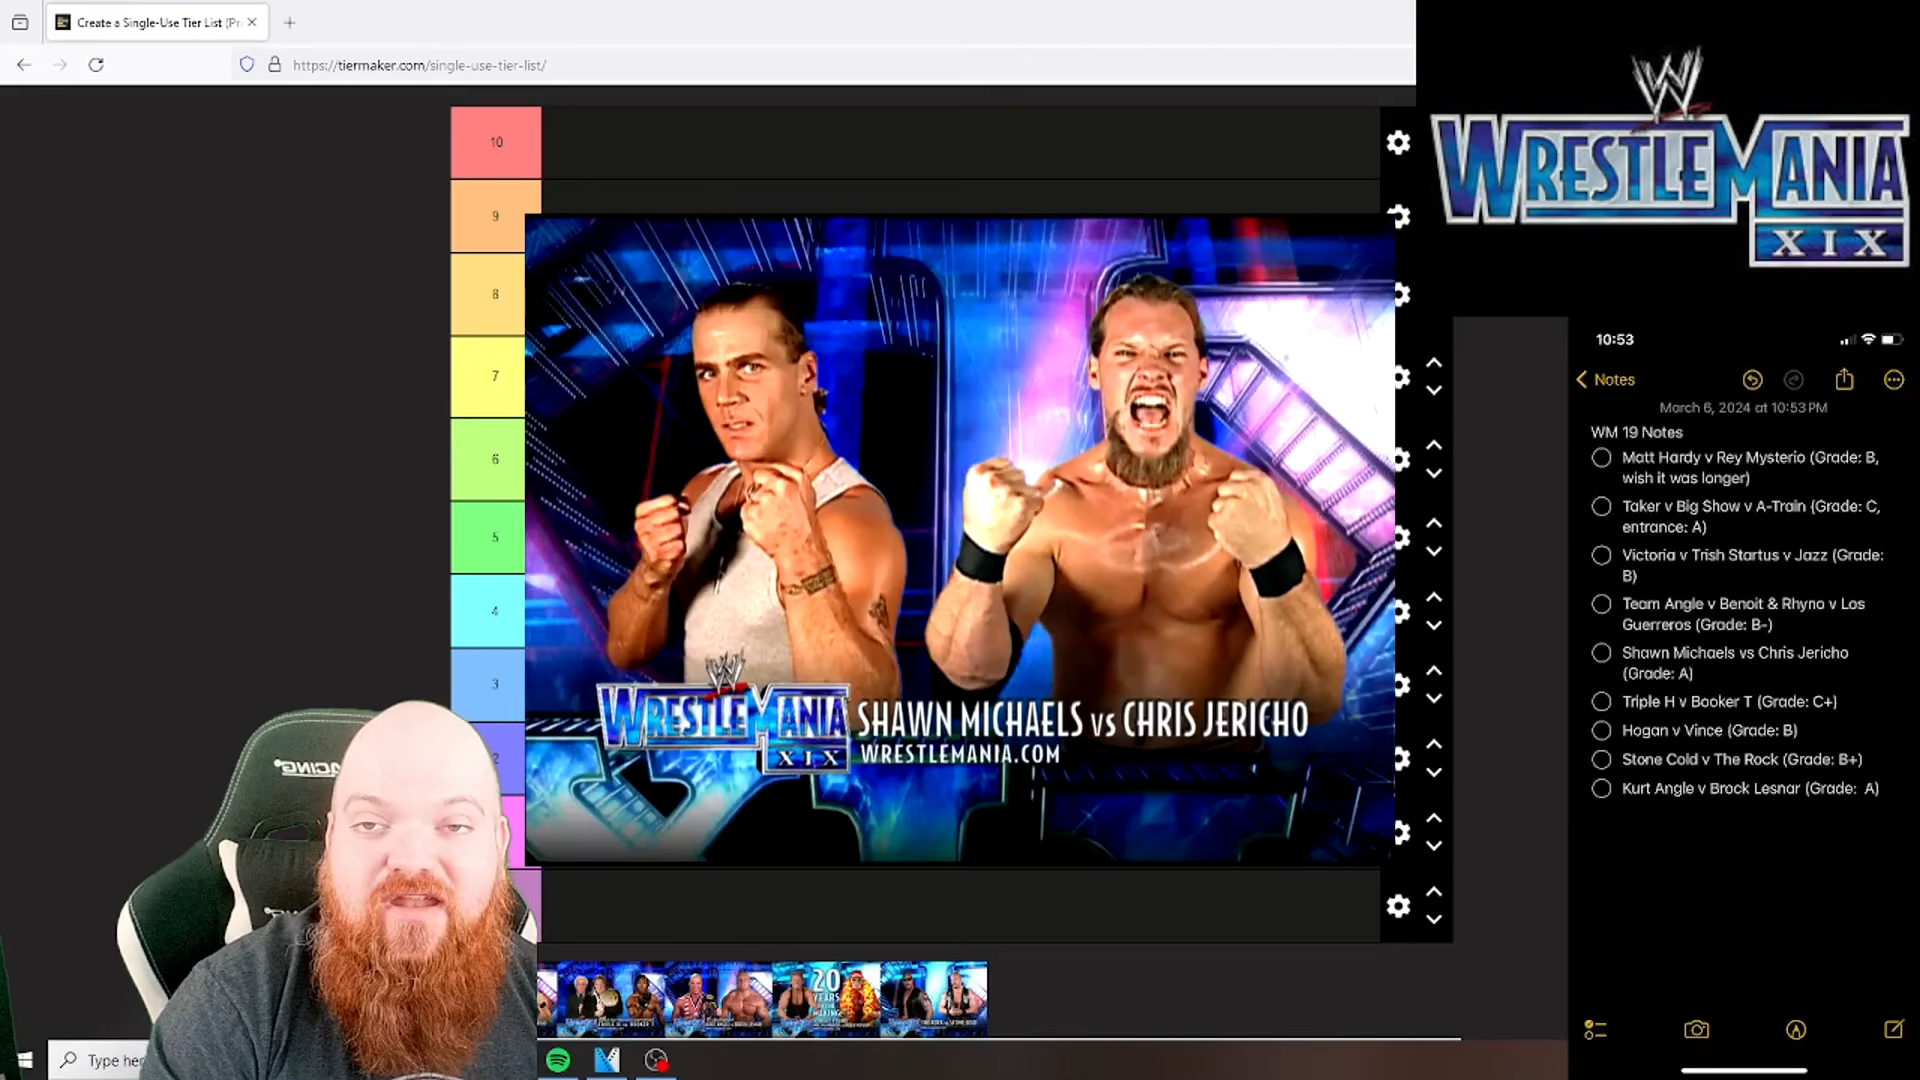 Create a Single-Use Tier List (Pr
https://tiermaker.com/single-use-tier-list/
10
9
8
7
6
5
4
3
2
W
WRESTLEMANIA
XIX
WRESTLEMANIA
XIX
SHAWN MICHAELS vs CHRIS JERICHO
WRESTLEMANIA.COM
10:53
Notes
March 6, 2024 at 10:53 PM
WM 19 Notes
Matt Hardy v Rey Mysterio (Grade: B,
wish it was longer)
Taker v Big Show v A-Train (Grade: C,
entrance: A)
Victoria v Trish Startus v Jazz (Grade:
B)
Team Angle v Benoit & Rhyno v Los
Guerreros (Grade: B-)
Shawn Michaels vs Chris Jericho
(Grade: A)
Triple H v Booker T (Grade: C+)
Hogan v Vince (Grade: B)
Stone Cold v The Rock (Grade: B+)
Kurt Angle v Brock Lesnar (Grade: A)
20
YEARS
Type her